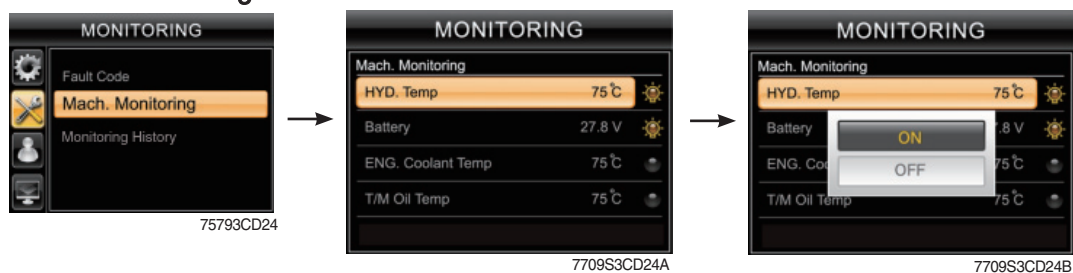 MONITORING
Fault Code
Mach. Monitoring
Monitoring History
75793CD24
MONITORING
Mach. Monitoring
HYD. Temp 75℃
Battery 27.8 V
ENG. Coolant Temp 75℃
T/M Oil Temp 75℃
7709S3CD24A
MONITORING
Mach. Monitoring
HYD. Temp 75℃
Battery .8 V
ON
ENG. Coo 75℃
OFF
T/M Oil Temp 75℃
7709S3CD24B